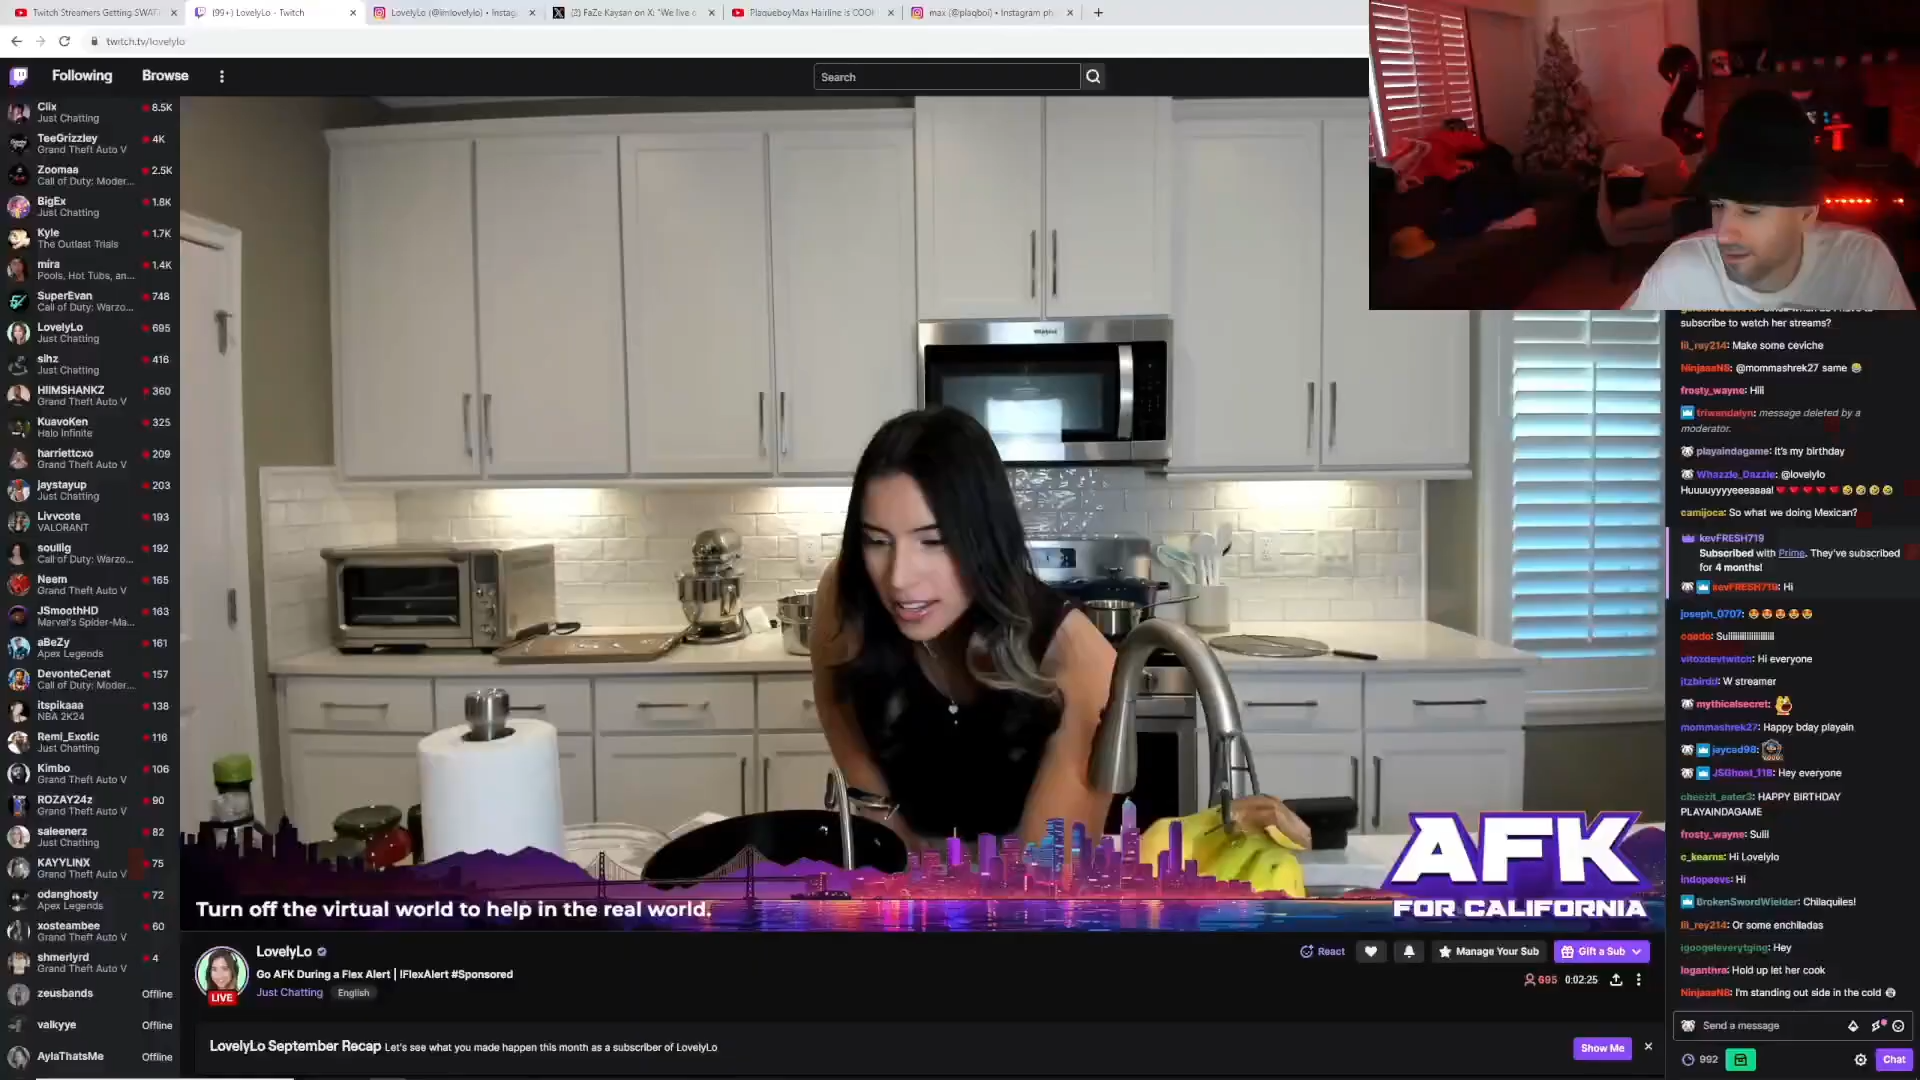 Twitch Streamers Getting SWAT
(99+) LovelyLo - Twitch
LovelyLo (@imlovelylo) • Instag
(2) FaZe Kaysan on X: "We live
PlaqueboyMax Hairline is COO
max (@plaqboi) • Instagram ph
twitch.tv/lovelylo
Following
Browse
Search
Clix
8.5K
Just Chatting
TeeGrizzley
4K
Grand Theft Auto V
Zoomaa
2.5K
Call of Duty: Moder...
BigEx
1.8K
Just Chatting
Kyle
1.7K
The Outlast Trials
mira
1.4K
Pools, Hot Tubs, an...
SuperEvan
748
Call of Duty: Warzo...
LovelyLo
695
Just Chatting
sihz
416
Just Chatting
HIIMSHANKZ
360
Grand Theft Auto V
KuavoKen
325
Halo Infinite
harriettcxo
209
Grand Theft Auto V
jaystayup
203
Just Chatting
Livvcote
193
VALORANT
soullig
192
Call of Duty: Warzo...
Neem
165
Grand Theft Auto V
JSmoothHD
163
Marvel's Spider-Ma...
aBeZy
161
Apex Legends
DevonteCenat
157
Call of Duty: Moder...
itspikaaa
138
NBA 2K24
Remi_Exotic
116
Just Chatting
Kimbo
106
Grand Theft Auto V
ROZAY24z
90
Grand Theft Auto V
saleenerz
82
Just Chatting
KAYYLINX
75
Grand Theft Auto V
odanghosty
72
Apex Legends
xosteambee
60
Grand Theft Auto V
shmerlyrd
4
Grand Theft Auto V
zeusbands
Offline
valkyye
Offline
AylaThatsMe
Offline
Turn off the virtual world to help in the real world.
AFK
FOR CALIFORNIA
LovelyLo
LIVE
Go AFK During a Flex Alert | !FlexAlert #Sponsored
Just Chatting
English
React
Manage Your Sub
Gift a Sub
695
0:02:25
LovelyLo September Recap Let's see what you made happen this month as a subscriber of LovelyLo
Show Me
subscribe to watch her streams?
lil_rey214: Make some ceviche
NinjaaaN8: @mommashrek27 same
frosty_wayne: Hiii
triwandalyn: message deleted by a
moderator.
playaindagame: It's my birthday
Whazzle_Dazzle: @lovelylo
Huuuuyyyyeeeaaaa!
camijoca: So what we doing Mexican?
kevFRESH719
Subscribed with Prime. They've subscribed
for 4 months!
kevFRESH719: Hi
joseph_0707:
vitozdevtwitch: Hi everyone
itzbirdd: W streamer
mythicalsecret:
mommashrek27: Happy bday playain
jayced98:
JSGhost_118: Hey everyone
cheezit_eater3: HAPPY BIRTHDAY
PLAYAINDAGAME
frosty_wayne: Suiii
c_kearns: Hi Lovelylo
indopeevs: Hi
BrokenSwordWielder: Chilaquiles!
lil_rey214: Or some enchiladas
igoogleverytging: Hey
loganthra: Hold up let her cook
NinjaaaN8: I'm standing out side in the cold
Send a message
992
Chat